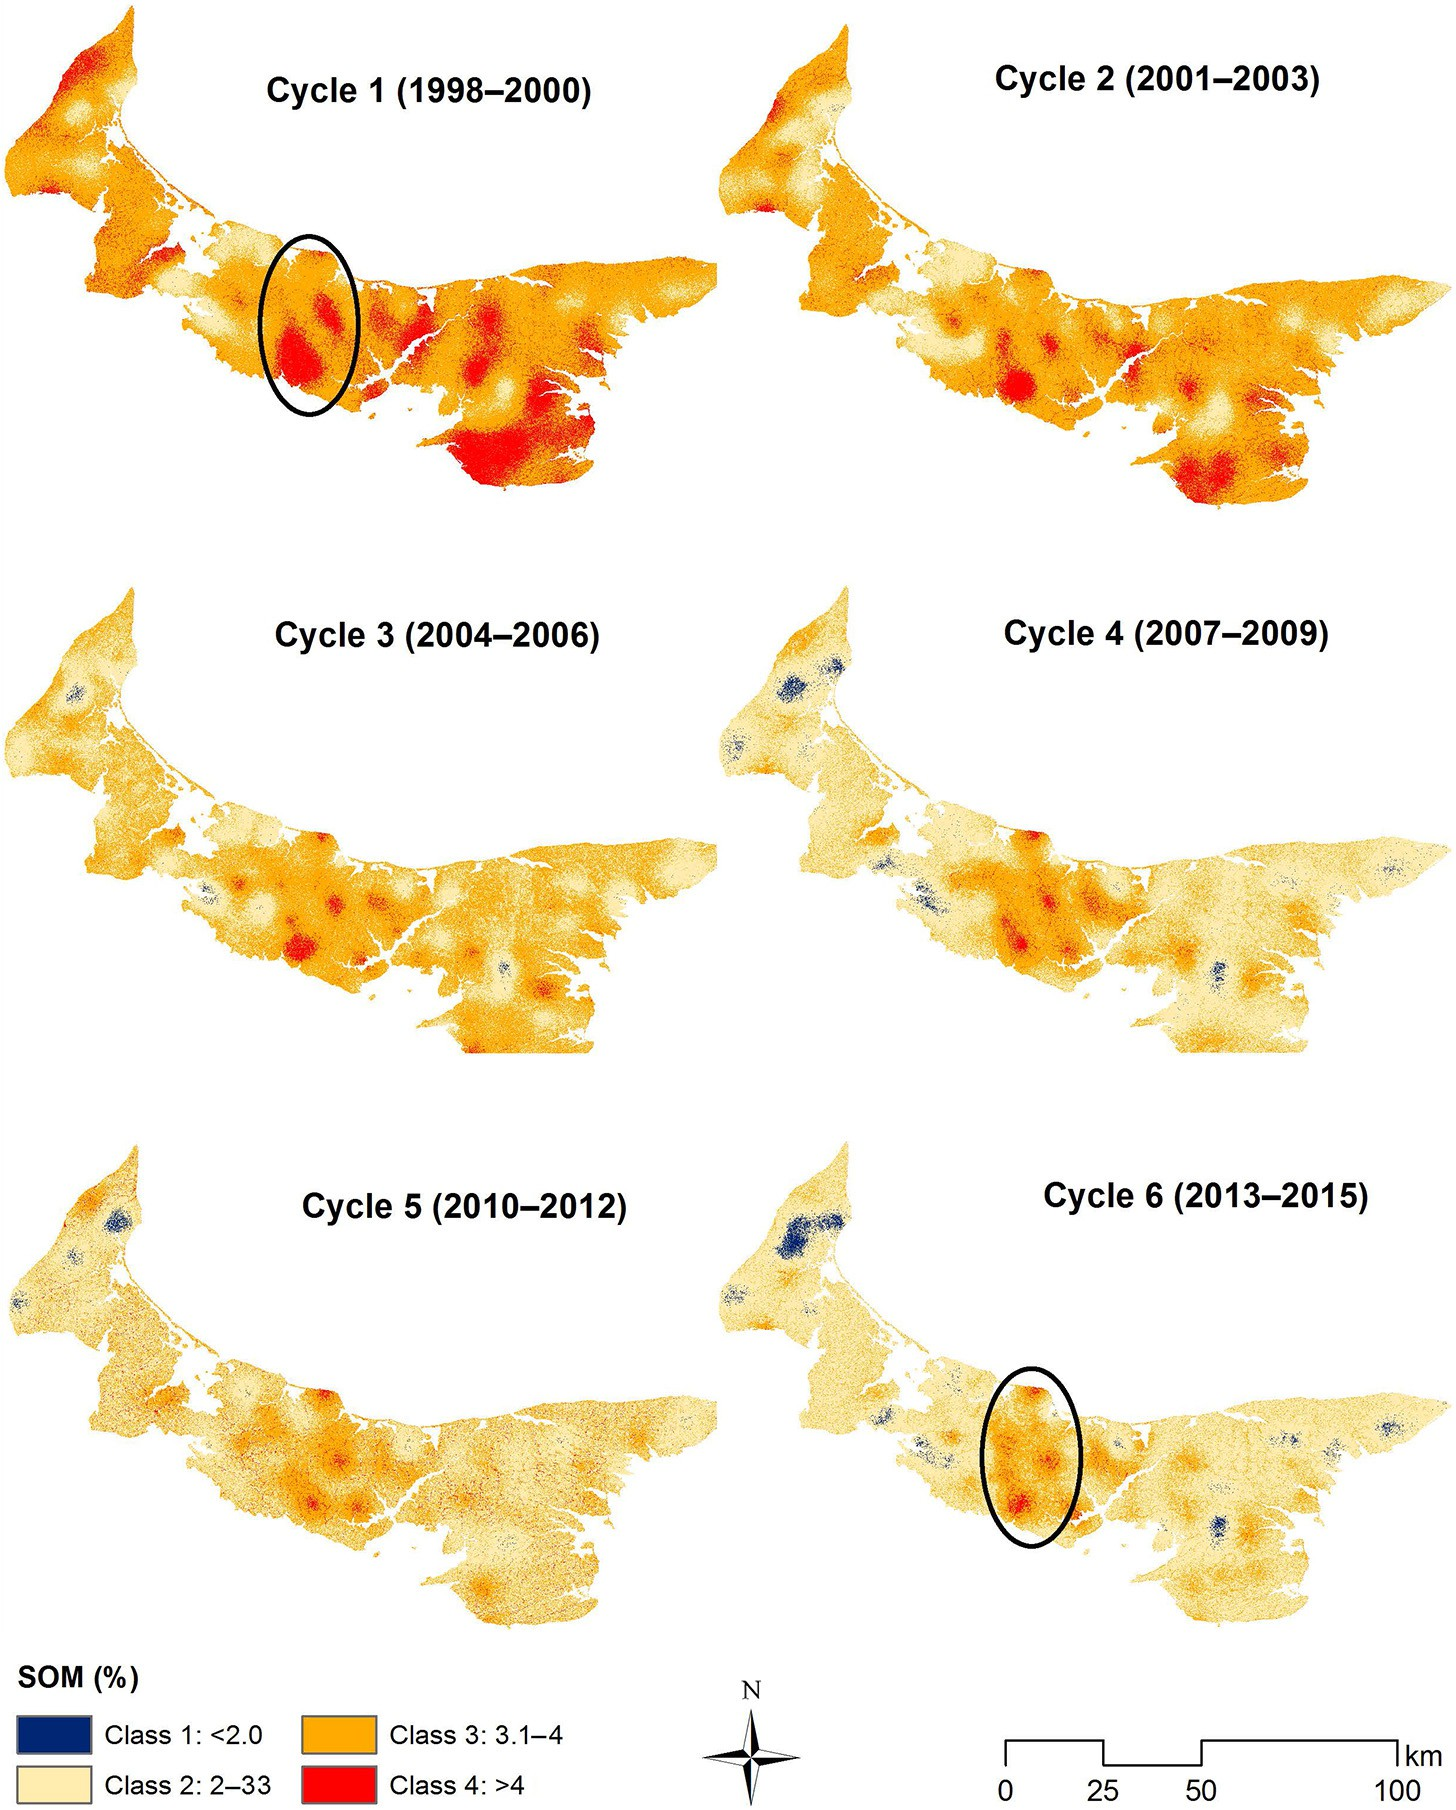 Cycle 1 (1998–2000)
Cycle 2 (2001–2003)
Cycle 3 (2004–2006)
Cycle 4 (2007–2009)
Cycle 5 (2010–2012)
Cycle 6 (2013–2015)
SOM (%)
Class 1: <2.0
Class 3: 3.1–4
Class 2: 2–33
Class 4: >4
N
km
0 25 50 100